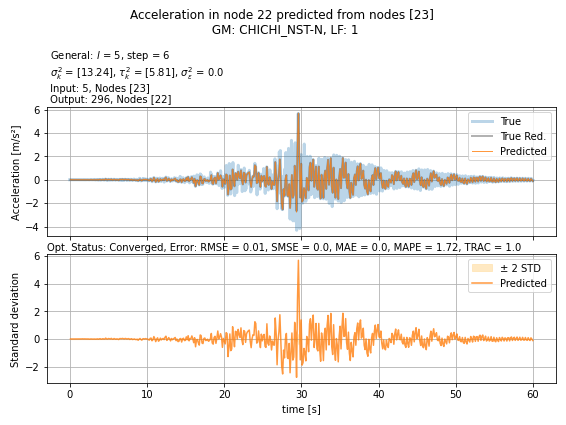 Acceleration in node 22 predicted from nodes [23]
GM: CHICHI_NST-N, LF: 1
General: l = 5, step = 6
σ²ₖ = [13.24], τ²ₖ = [5.81], σ²ε = 0.0
Input: 5, Nodes [23]
Output: 296, Nodes [22]
Acceleration [m/s²]
6
4
2
0
−2
−4
True
True Red.
Predicted
Opt. Status: Converged, Error: RMSE = 0.01, SMSE = 0.0, MAE = 0.0, MAPE = 1.72, TRAC = 1.0
Standard deviation
6
4
2
0
−2
± 2 STD
Predicted
0 10 20 30 40 50 60
time [s]